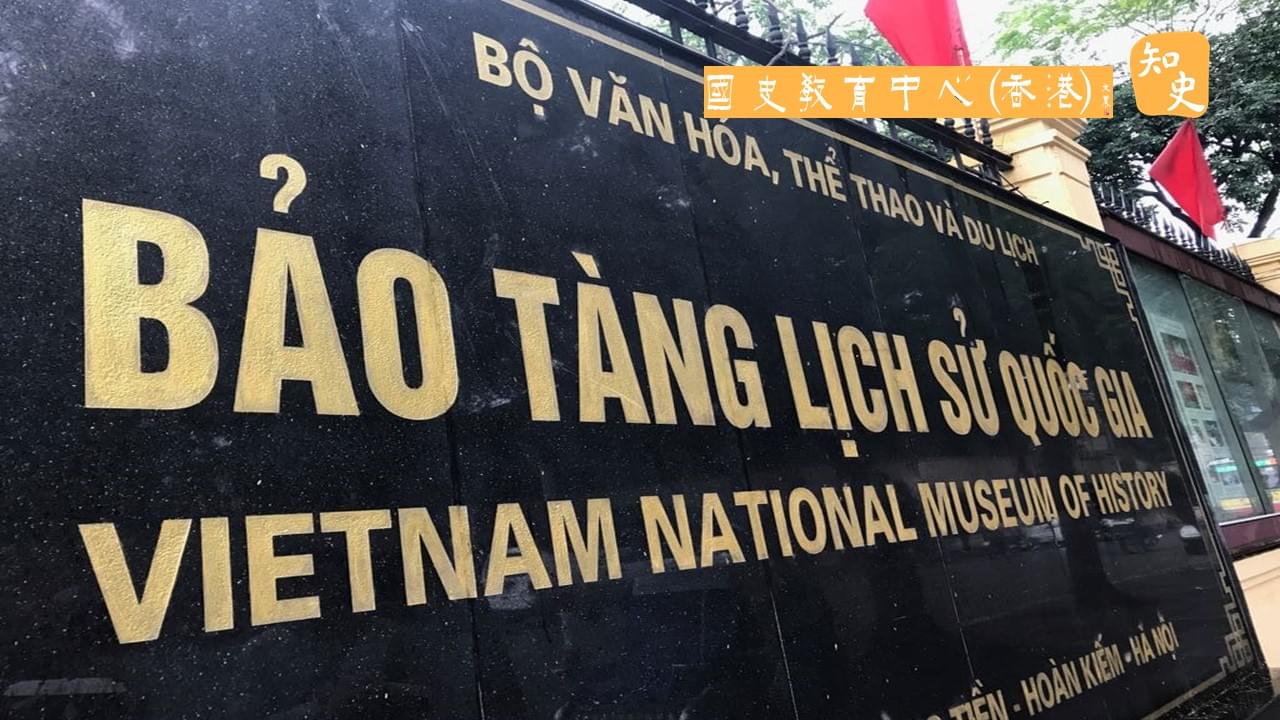 BỘ VĂN HÓA, THỂ THAO VÀ DU LỊCH
國史教育中心(香港)
知史
BẢO TÀNG LỊCH SỬ QUỐC GIA
VIETNAM NATIONAL MUSEUM OF HISTORY
TIỀN - HOÀN KIẾM - HÀ NỘI